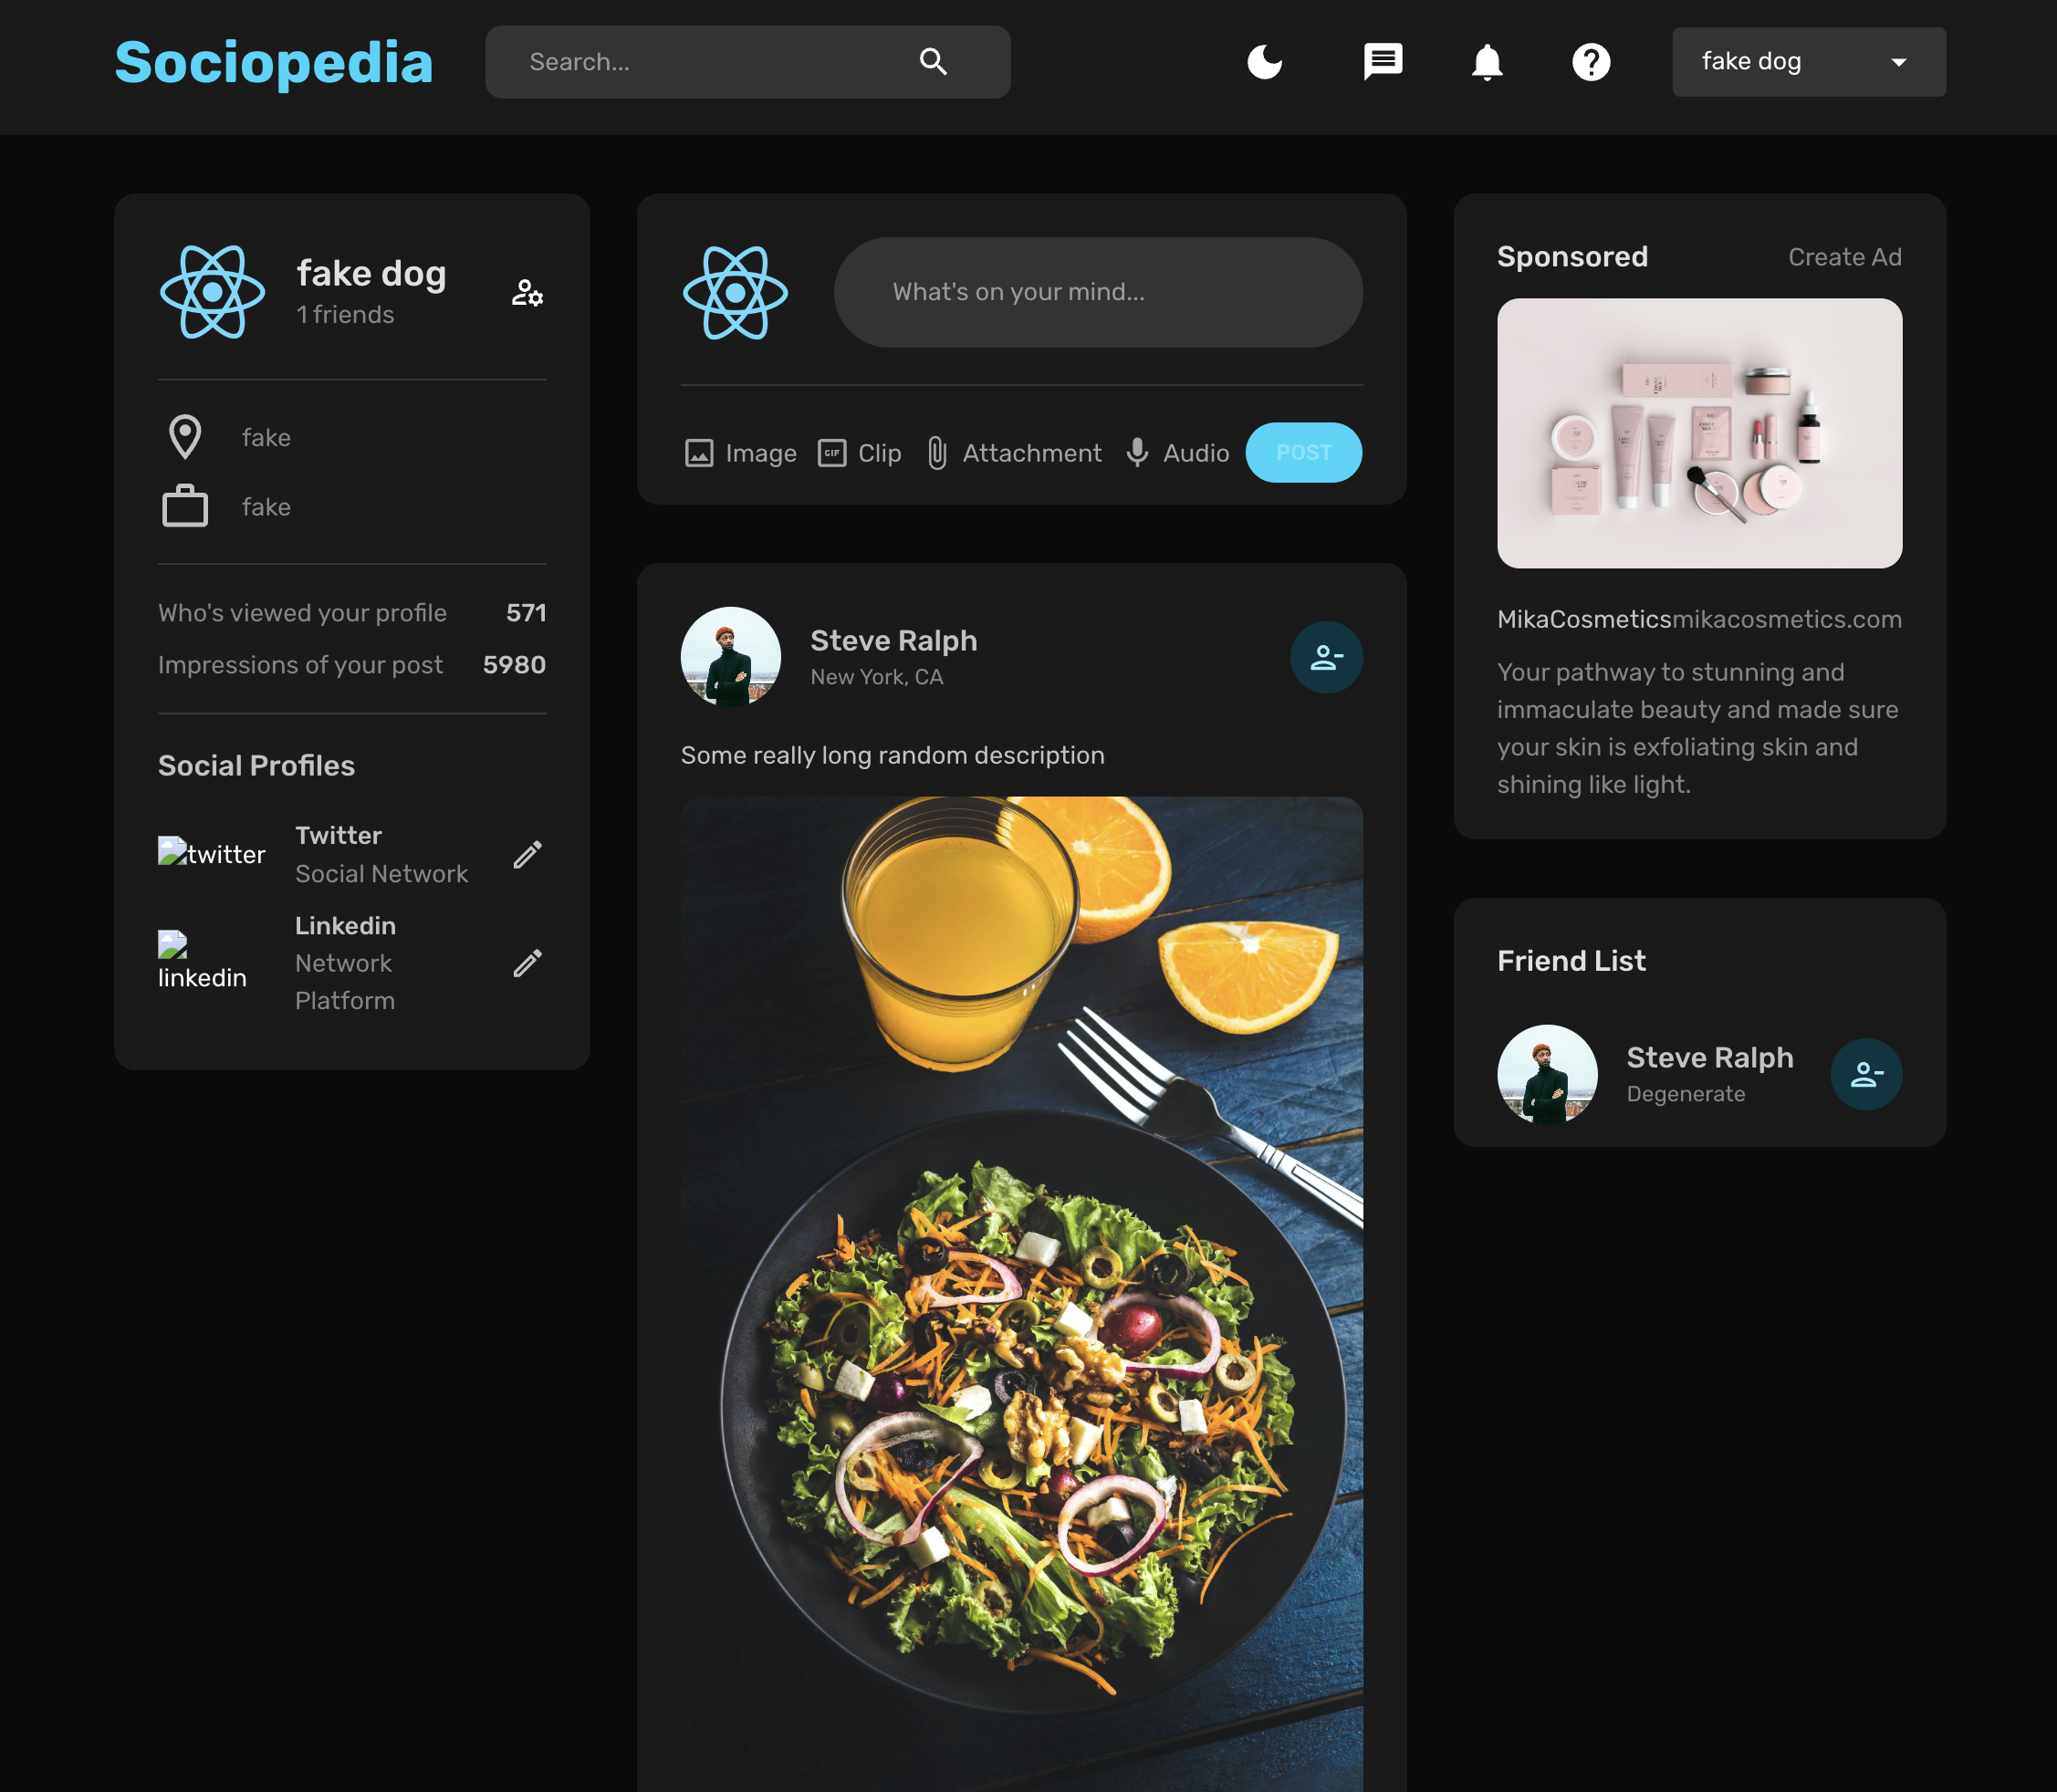 Sociopedia
Search...
fake dog
fake dog
1 friends
fake
fake
Who's viewed your profile 571
Impressions of your post 5980
Social Profiles
twitter
Twitter
Social Network
linkedin
Linkedin
Network
Platform
What's on your mind...
Image
GIF
Clip
Attachment
Audio
POST
Steve Ralph
New York, CA
Some really long random description
Sponsored
Create Ad
MikaCosmetics
mikacosmetics.com
Your pathway to stunning and
immaculate beauty and made sure
your skin is exfoliating skin and
shining like light.
Friend List
Steve Ralph
Degenerate